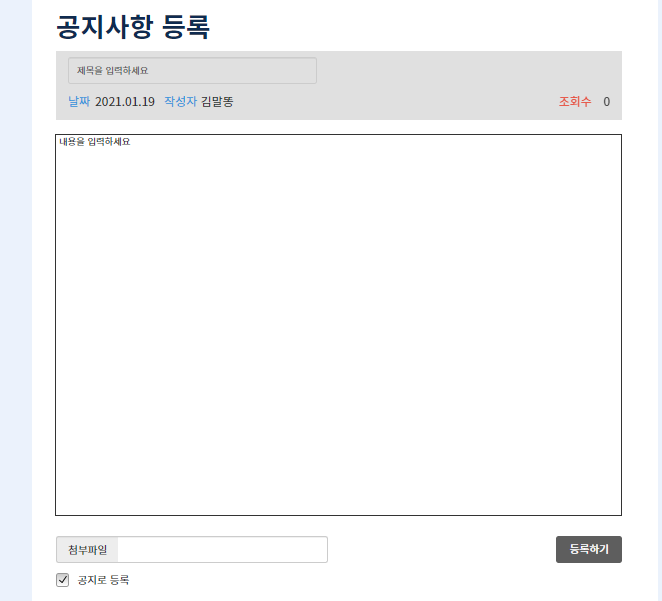 공지사항 등록
제목을 입력하세요
날짜 2021.01.19 작성자 김말똥 조회수 0
내용을 입력하세요
첨부파일 등록하기
공지로 등록